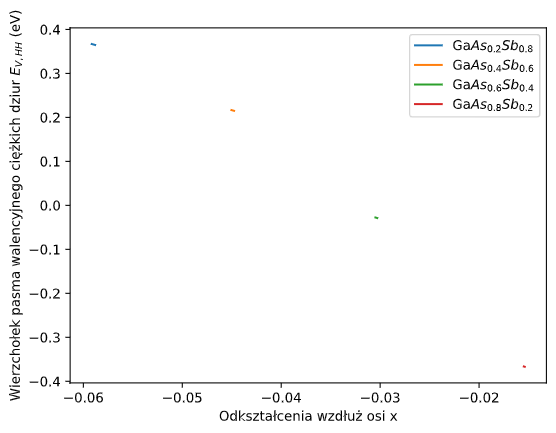 GaAs0.2Sb0.8
GaAs0.4Sb0.6
GaAs0.6Sb0.4
GaAs0.8Sb0.2
Wierzchołek pasma walencyjnego ciężkich dziur EV, HH (eV)
0.4
0.3
0.2
0.1
0.0
−0.1
−0.2
−0.3
−0.4
−0.06 −0.05 −0.04 −0.03 −0.02
Odkształcenia wzdłuż osi x